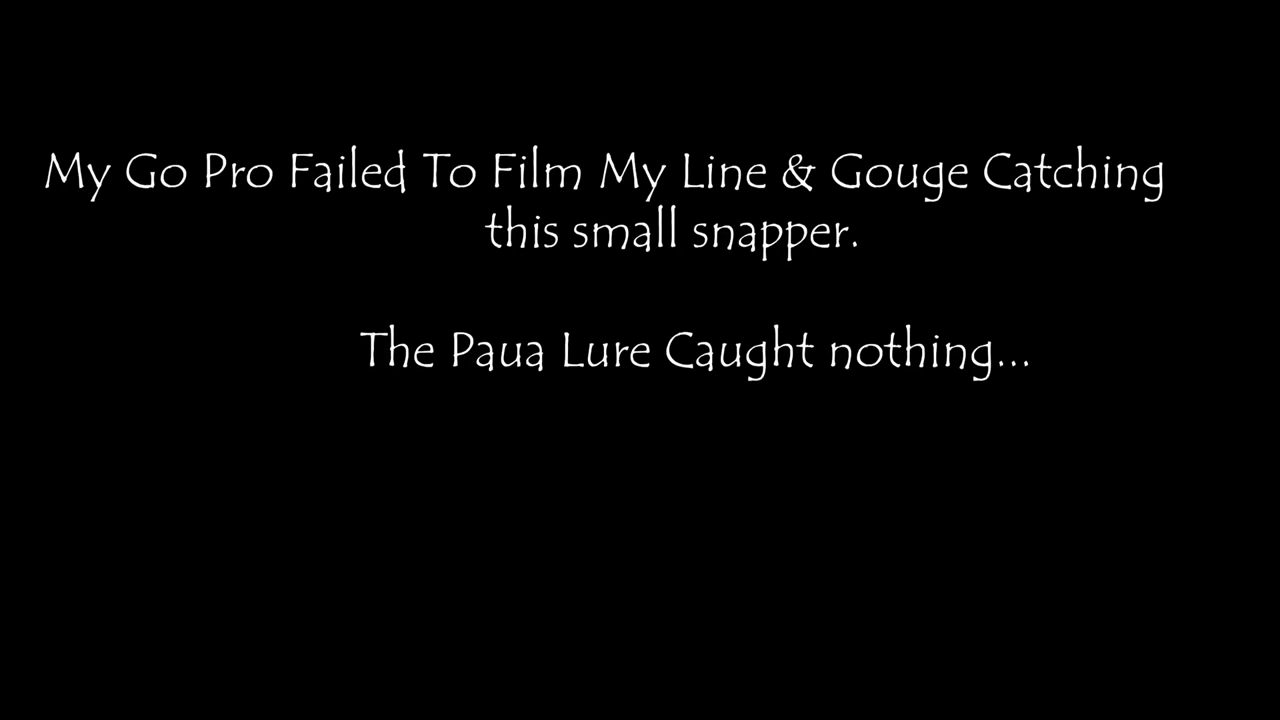 My Go Pro Failed To Film My Line & Gouge Catching
this small snapper.
The Paua Lure Caught nothing...